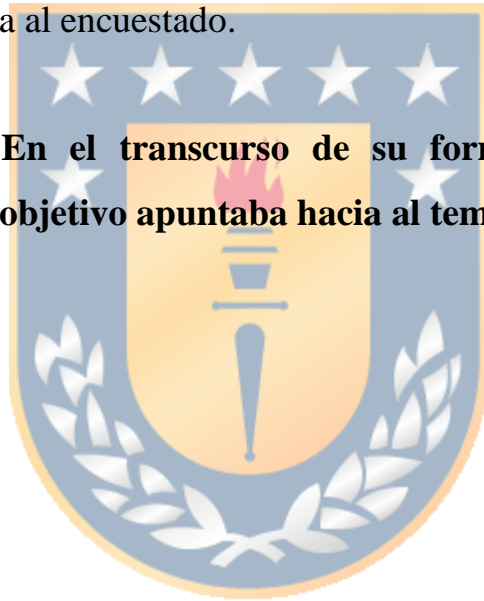 a al encuestado.
En el transcurso de su for
objetivo apuntaba hacia al tem